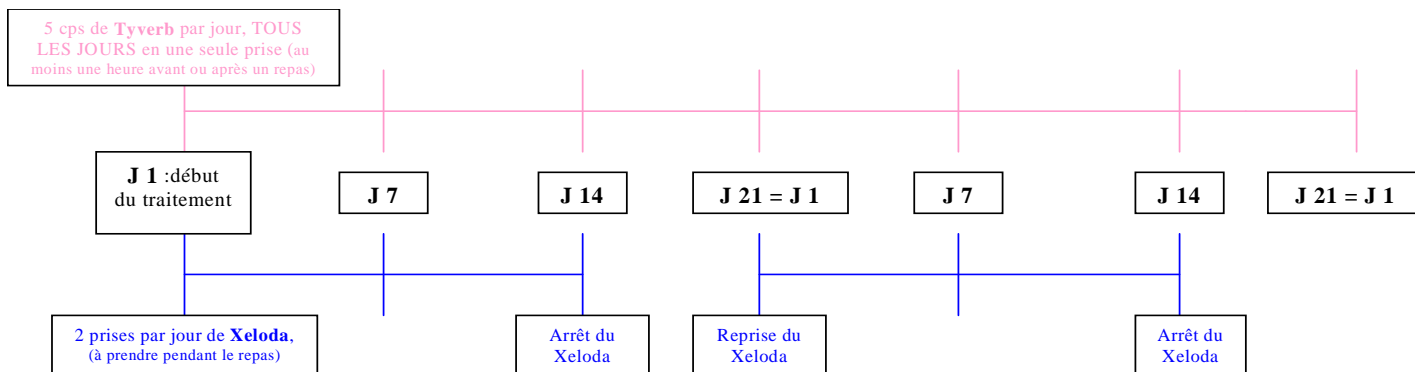 5 cps de Tyverb par jour, TOUS
LES JOURS en une seule prise (au
moins une heure avant ou après un repas)
J 1 :début
du traitement
J 7
J 14
J 21 = J 1
J 7
J 14
J 21 = J 1
2 prises par jour de Xeloda,
(à prendre pendant le repas)
Arrêt du
Xeloda
Reprise du
Xeloda
Arrêt du
Xeloda